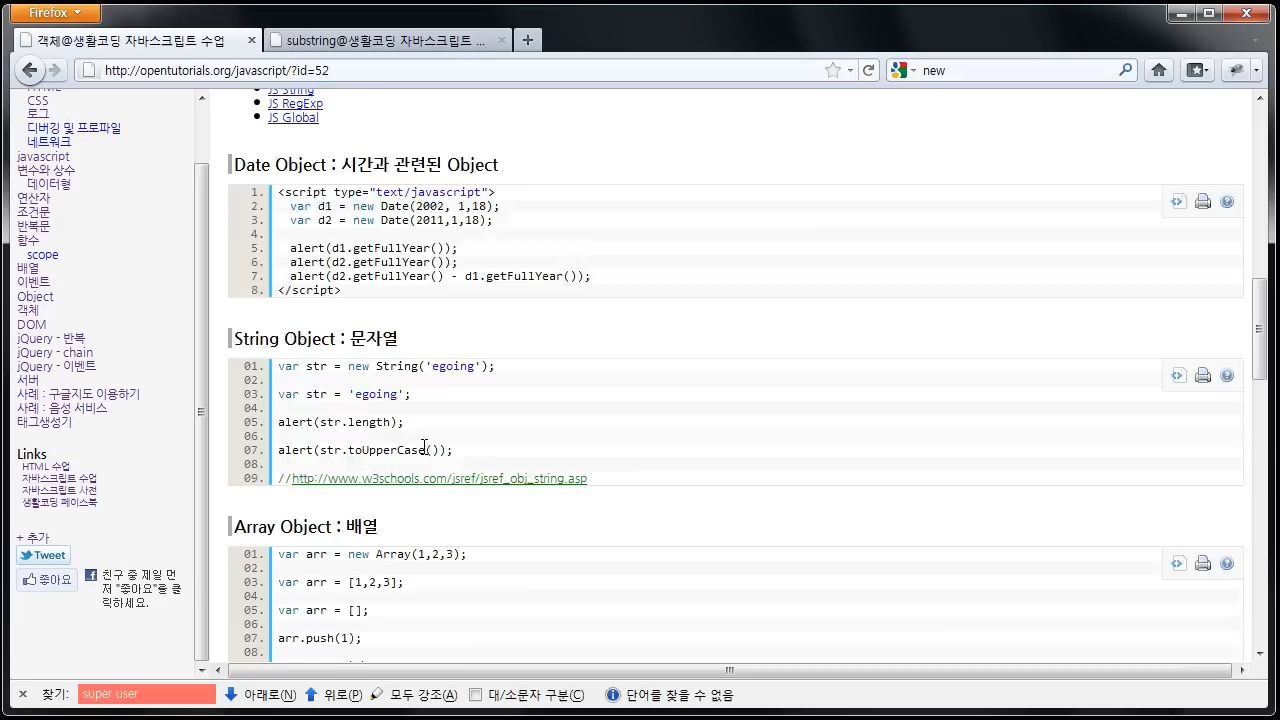 Firefox
객체@생활코딩 자바스크립트 수업
substring@생활코딩 자바스크립트 ...
http://opentutorials.org/javascript/?id=52
new
HTML
CSS
로그
디버깅 및 프로파일
네트워크
javascript
변수와 상수
데이터형
연산자
조건문
반복문
함수
scope
배열
이벤트
Object
객체
DOM
jQuery - 반복
jQuery - chain
jQuery - 이벤트
서버
사례 : 구글지도 이용하기
사례 : 음성 서비스
태그생성기
Links
HTML 수업
자바스크립트 수업
자바스크립트 사전
생활코딩 페이스북
+ 추가
Tweet
좋아요
친구 중 제일 먼
저 "좋아요"를 클
릭하세요.
JS String
JS RegExp
JS Global
Date Object : 시간과 관련된 Object
1. <script type="text/javascript">
2. var d1 = new Date(2002, 1,18);
3. var d2 = new Date(2011,1,18);
4.
5. alert(d1.getFullYear());
6. alert(d2.getFullYear());
7. alert(d2.getFullYear() - d1.getFullYear());
8. </script>
String Object : 문자열
01. var str = new String('egoing');
02.
03. var str = 'egoing';
04.
05. alert(str.length);
06.
07. alert(str.toUpperCase());
08.
09. //http://www.w3schools.com/jsref/jsref_obj_string.asp
Array Object : 배열
01. var arr = new Array(1,2,3);
02.
03. var arr = [1,2,3];
04.
05. var arr = [];
06.
07. arr.push(1);
08.
찾기: super user 아래로(N) 위로(P) 모두 강조(A) 대/소문자 구분(C) 단어를 찾을 수 없음